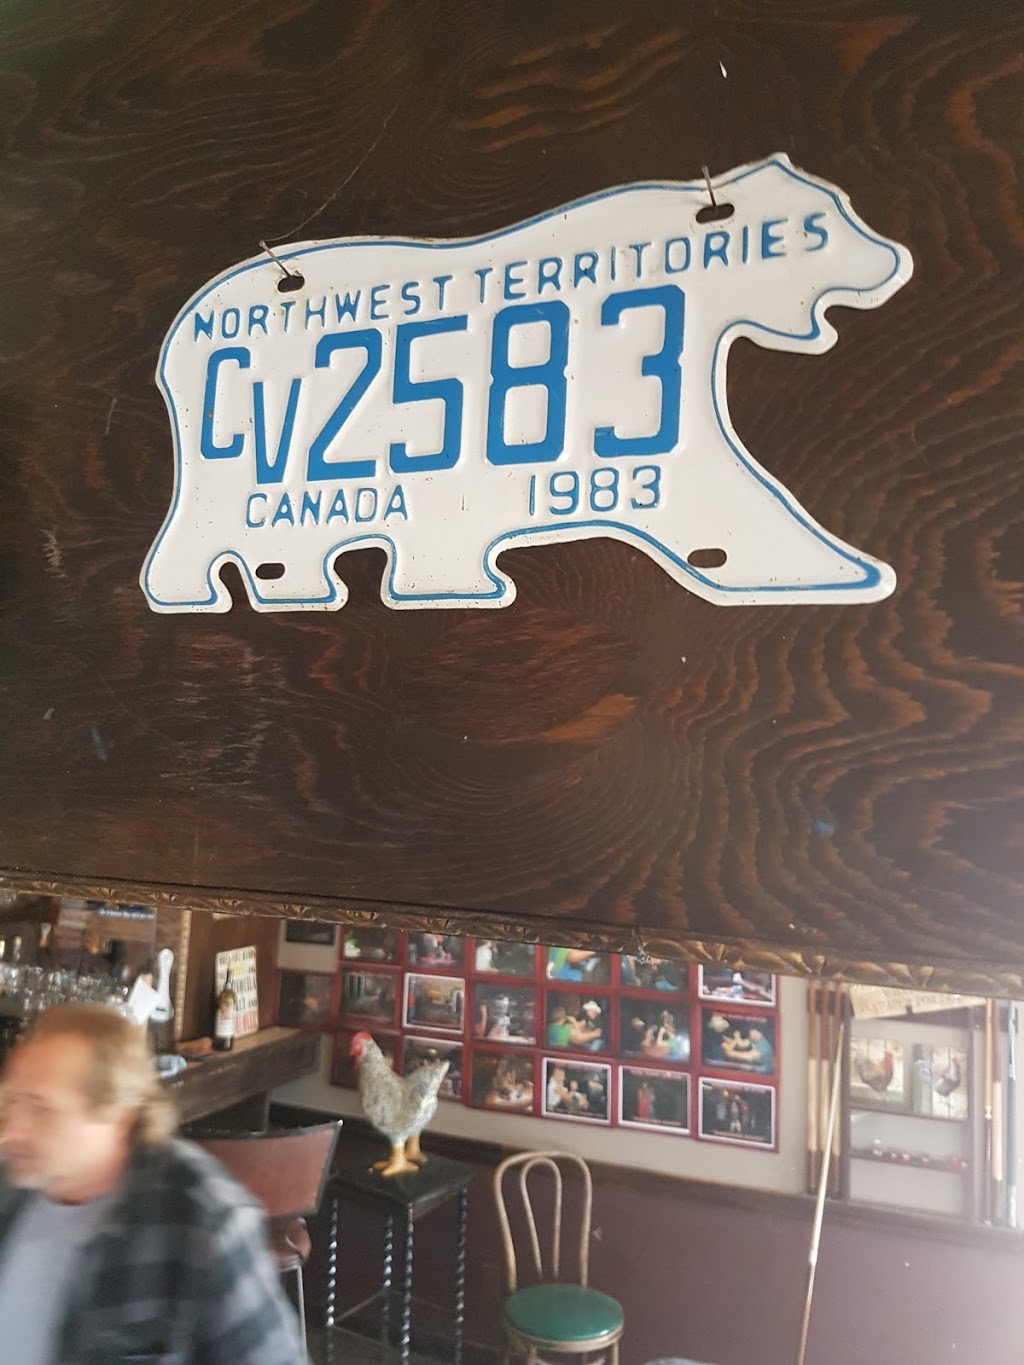 NORTHWEST TERRITORIES
CV2583
CANADA 1983